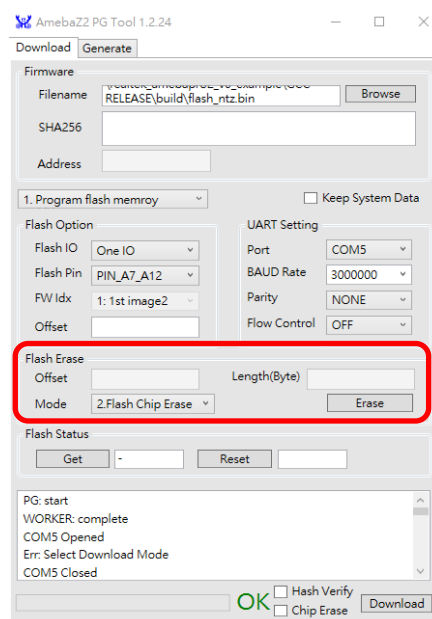 AmebaZ2 PG Tool 1.2.24
Download Generate
Firmware
Filename
RELEASE\build\flash_ntz.bin
Browse
SHA256
Address
1. Program flash memroy
Keep System Data
Flash Option
UART Setting
Flash IO One IO
Port COM5
Flash Pin PIN_A7_A12
BAUD Rate 3000000
FW Idx 1: 1st image2
Parity NONE
Offset
Flow Control OFF
Flash Erase
Offset
Length(Byte)
Mode 2.Flash Chip Erase
Erase
Flash Status
Get - Reset
PG: start
WORKER: complete
COM5 Opened
Err: Select Download Mode
COM5 Closed
OK
Hash Verify
Chip Erase
Download